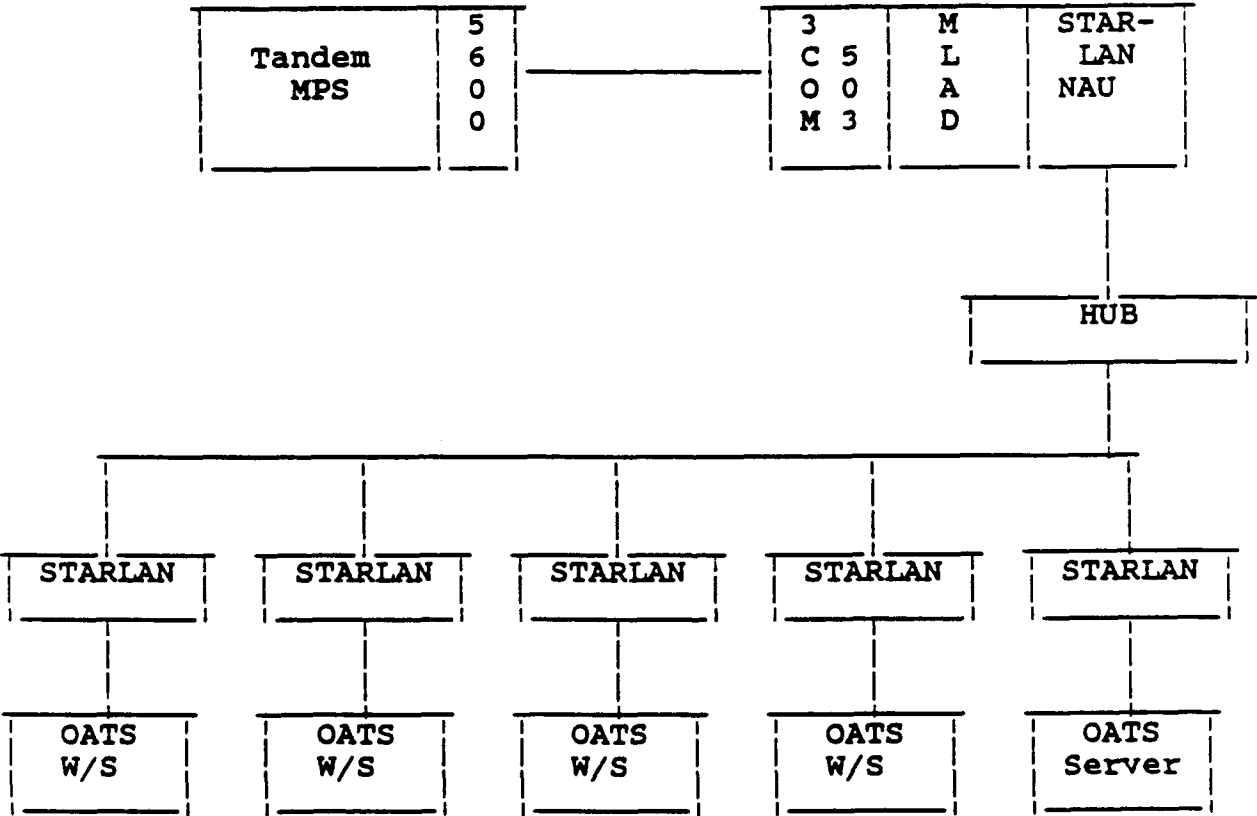 Tandem
MPS
5
6
0
0
3
C 5
O 0
M 3
M
L
A
D
STAR-
LAN
NAU
HUB
STARLAN
STARLAN
STARLAN
STARLAN
STARLAN
OATS
W/S
OATS
W/S
OATS
W/S
OATS
W/S
OATS
Server